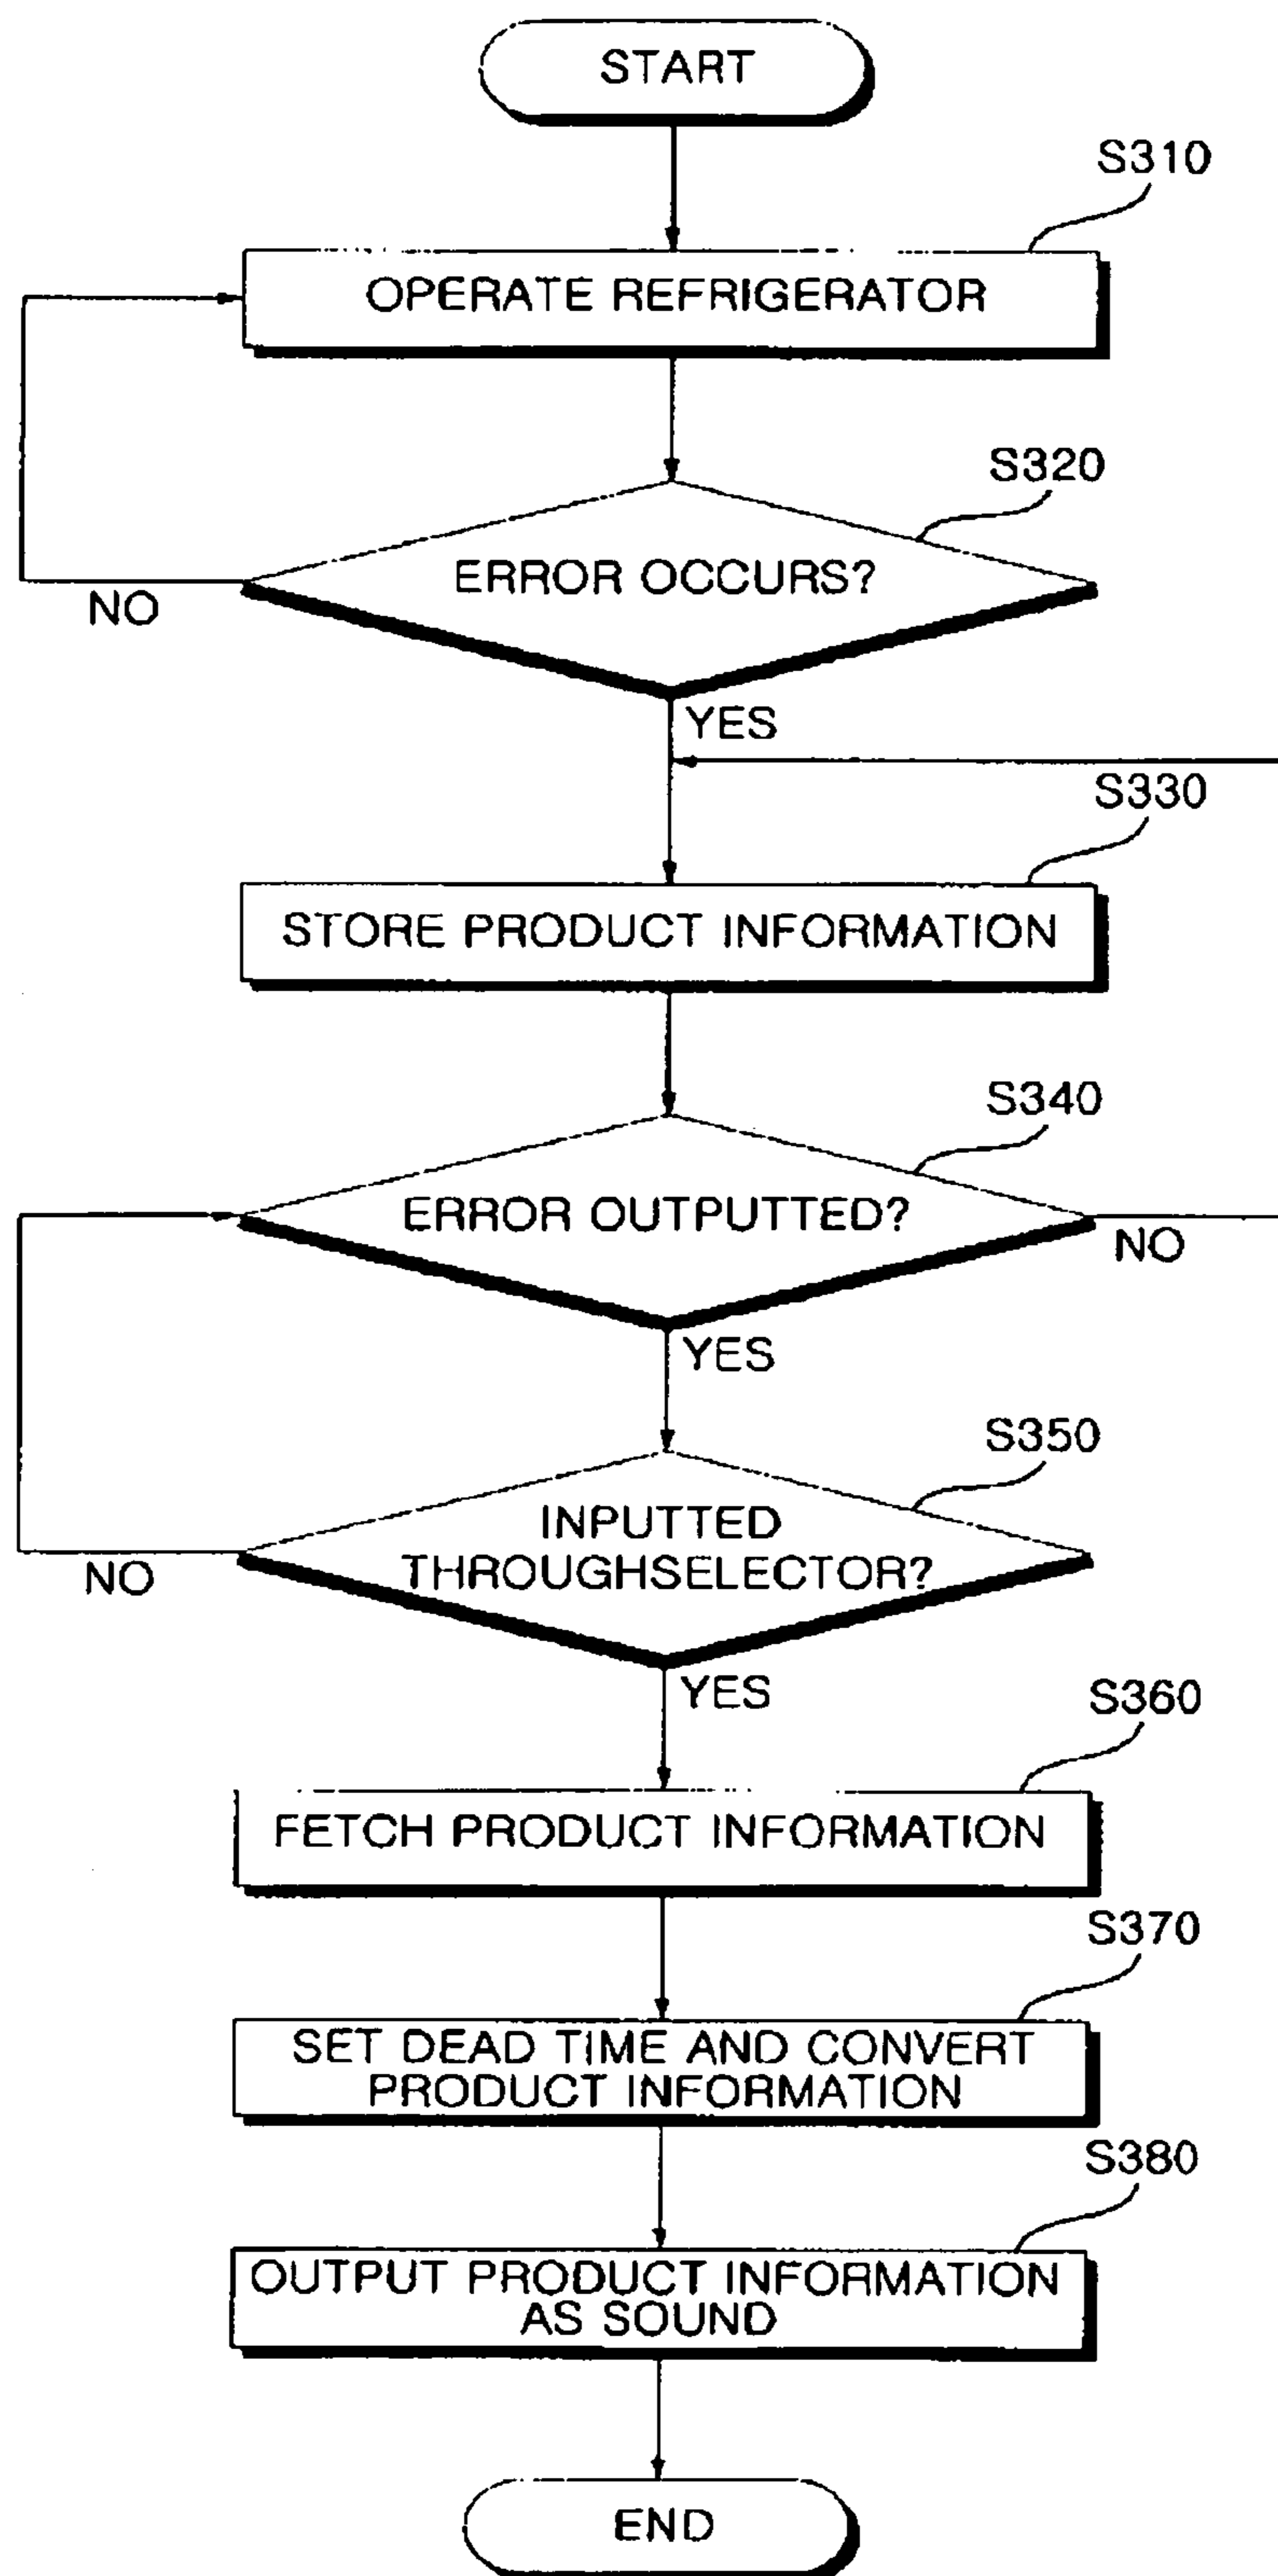 START
S310
OPERATE REFRIGERATOR
S320
ERROR OCCURS?
NO
YES
S330
STORE PRODUCT INFORMATION
S340
ERROR OUTPUTTED?
NO
YES
S350
INPUTTED
THROUGHSELECTOR?
NO
YES
S360
FETCH PRODUCT INFORMATION
S370
SET DEAD TIME AND CONVERT
PRODUCT INFORMATION
S380
OUTPUT PRODUCT INFORMATION
AS SOUND
END